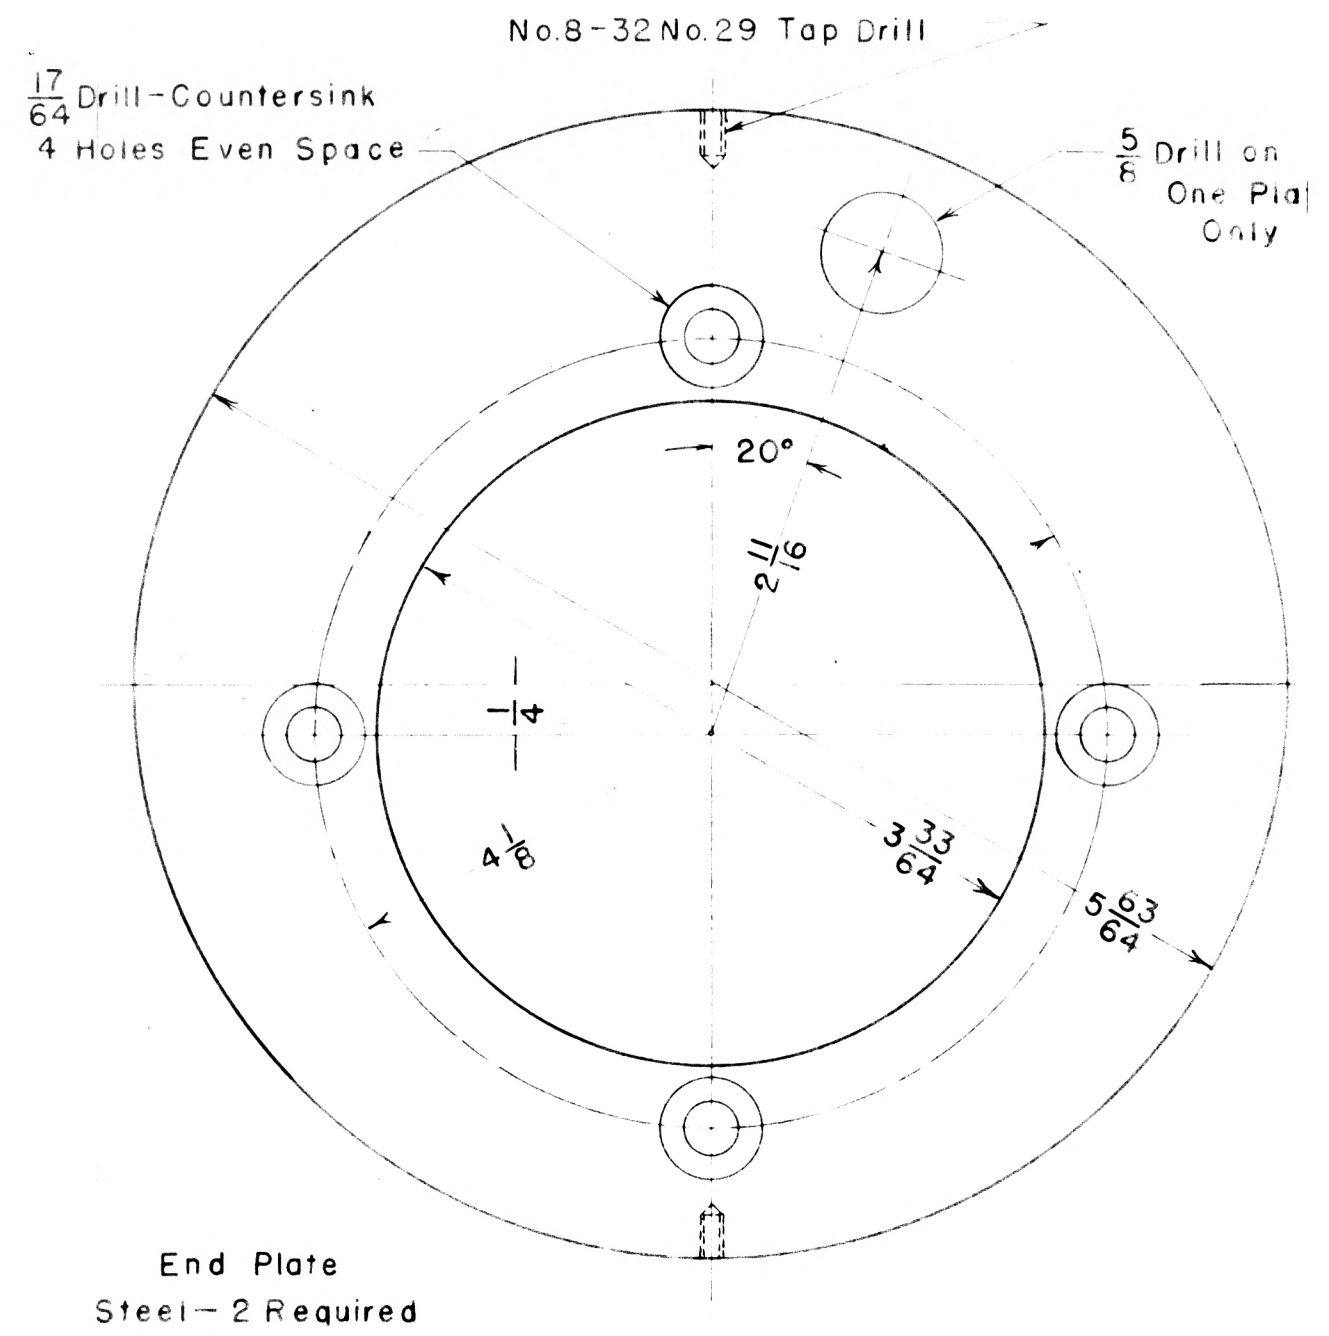 No.8-32 No.29 Tap Drill
17/64 Drill-Countersink
4 Holes Even Space
5/8 Drill on
One Pla
Only
20°
2 11/16
1/4
4 1/8
3 33/64
5 63/64
End Plate
Steel-2 Required